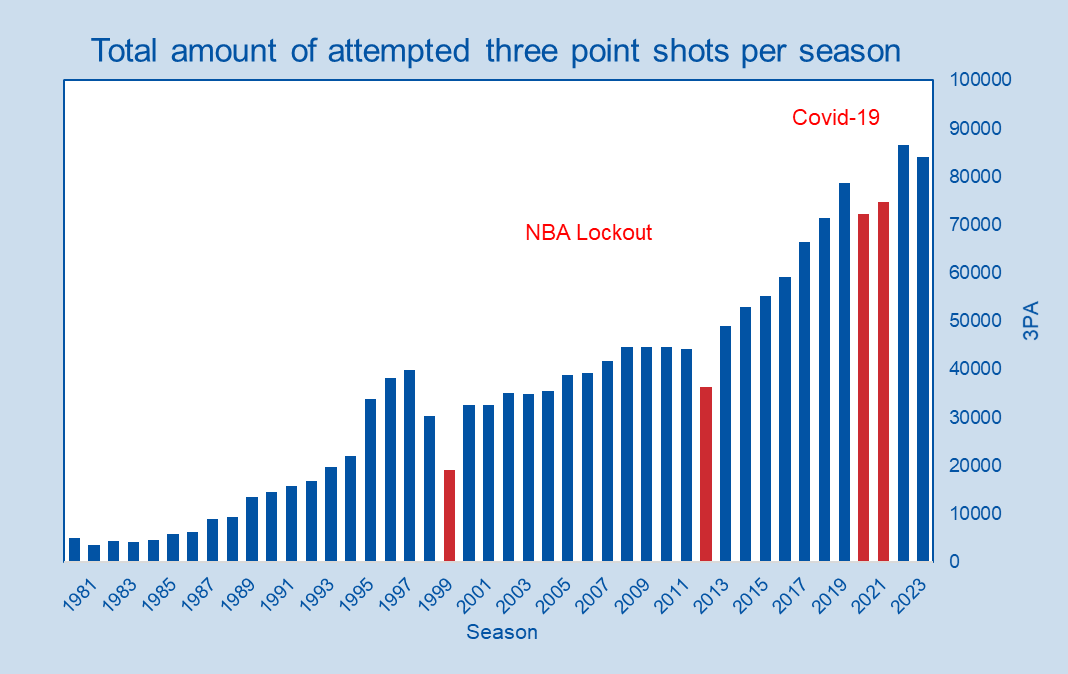 Total amount of attempted three point shots per season
100000
Covid-19
90000
80000
70000
NBA Lockout
60000
50000
3PA
40000
30000
20000
10000
0
1981 1983 1985 1987 1989 1991 1993 1995 1997 1999 2001 2003 2005 2007 2009 2011 2013 2015 2017 2019 2021 2023
Season